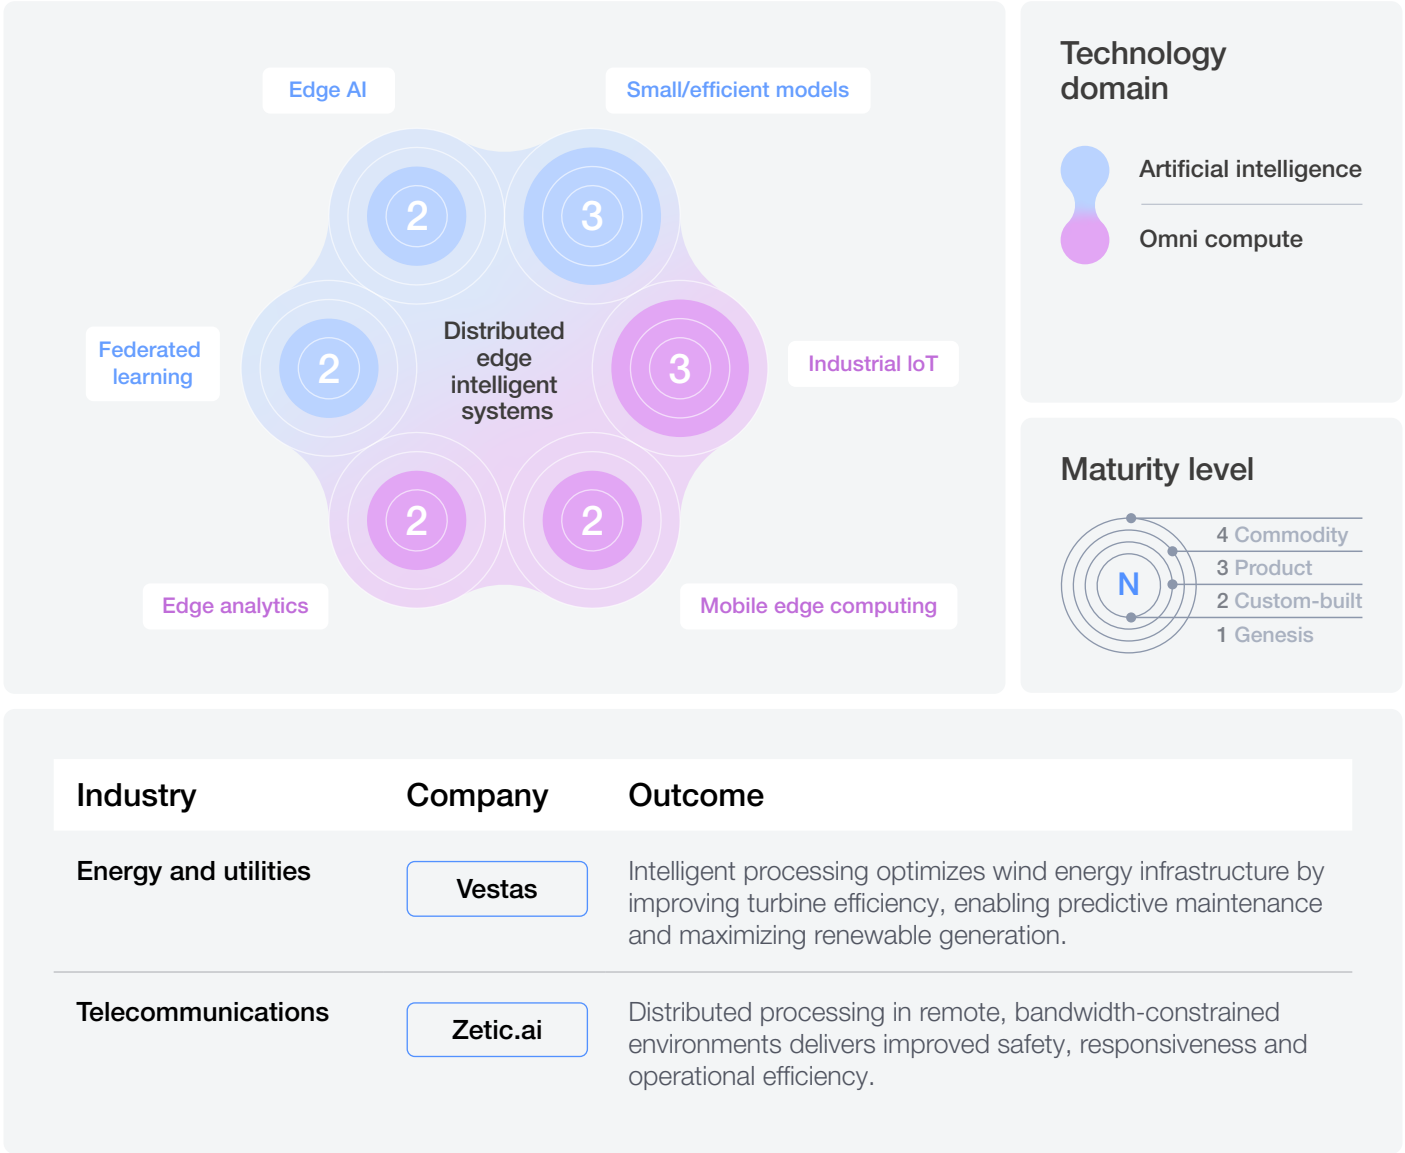 Edge AI
Small/efficient models
2
3
Federated
learning
2
Distributed
edge
intelligent
systems
3
Industrial IoT
2
2
Edge analytics
Mobile edge computing
Technology
domain
Artificial intelligence
Omni compute
Maturity level
N
4 Commodity
3 Product
2 Custom-built
1 Genesis
Industry
Company
Outcome
Energy and utilities
Vestas
Intelligent processing optimizes wind energy infrastructure by
improving turbine efficiency, enabling predictive maintenance
and maximizing renewable generation.
Telecommunications
Zetic.ai
Distributed processing in remote, bandwidth-constrained
environments delivers improved safety, responsiveness and
operational efficiency.